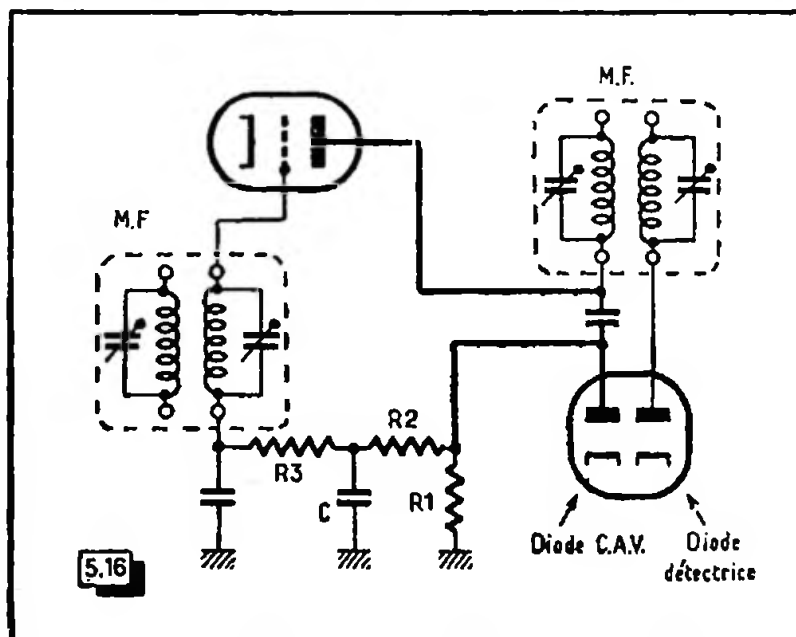 M.F.
M.F
R2
R3
C
R1
Diode C.A.V.
Diode
détectrice
5.16